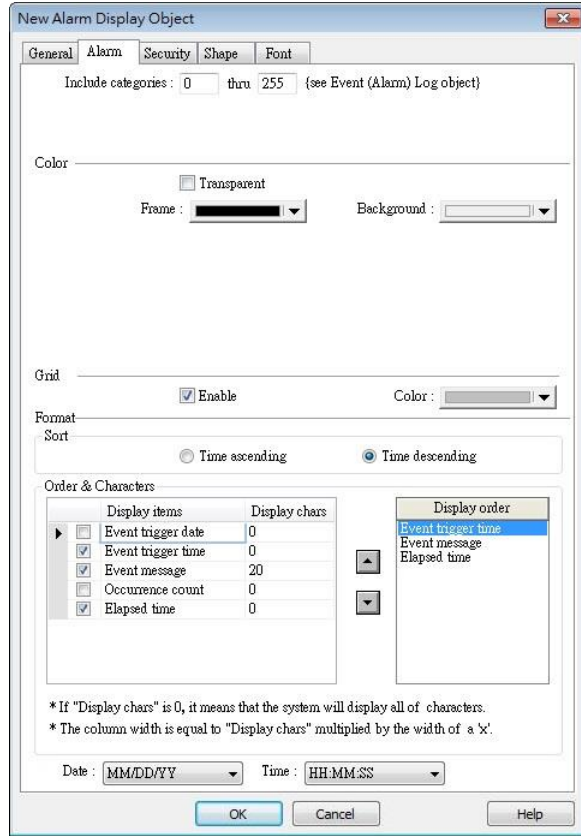 New Alarm Display Object
General Alarm Security Shape Font
Include categories : 0 thru 255 {see Event (Alarm) Log object}
Color
Transparent
Frame : Background :
Grid
Enable Color :
Format
Sort
Time ascending Time descending
Order & Characters
Display items Display chars Display order
Event trigger date 0 Event trigger time
Event trigger time 0 Event message
Event message 20 Elapsed time
Occurrence count 0
Elapsed time 0
* If "Display chars" is 0, it means that the system will display all of characters.
* The column width is equal to "Display chars" multiplied by the width of a 'x'.
Date : MM/DD/YY Time : HH:MM:SS
OK Cancel Help